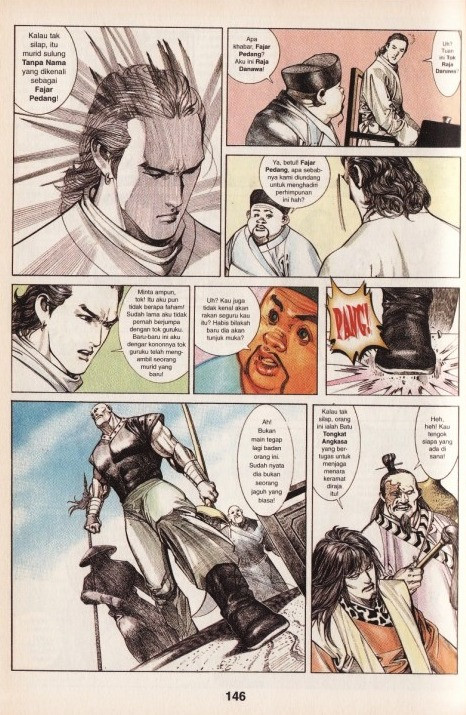 Kalau tak
silap, itu
murid sulung
Tanpa Nama
yang dikenali
sebagai
Fajar
Pedang!
Apa
khabar, Fajar
Pedang?
Aku ini Raja
Danawa!
Uh?
Tuan
ini Tok
Raja
Danawa?
Ya, betul! Fajar
Pedang, apa sebab-
nya kami diundang
untuk menghadiri
perhimpunan
ini hah?
Minta ampun,
tok! Itu aku pun
tidak berapa faham!
Sudah lama aku tidak
pernah berjumpa
dengan tok guruku.
Baru-baru ini aku
dengar kononnya tok
guruku telah meng-
ambil seorang
murid yang
baru!
Uh? Kau juga
tidak kenal akan
rakan seguru kau
itu? Habis bilakah
baru dia akan
tunjuk muka?
PANG!
Ah!
Bukan
main tegap
lagi badan
orang ini.
Sudah nyata
dia bukan
seorang
jaguh yang
biasa!
Kalau tak
silap, orang
ini ialah Batu
Tongkat
Angkasa
yang ber-
tugas untuk
menjaga
menara
keramat
diraja
itu!
Heh,
heh! Kau
tengok
siapa yang
ada di
sana!
146